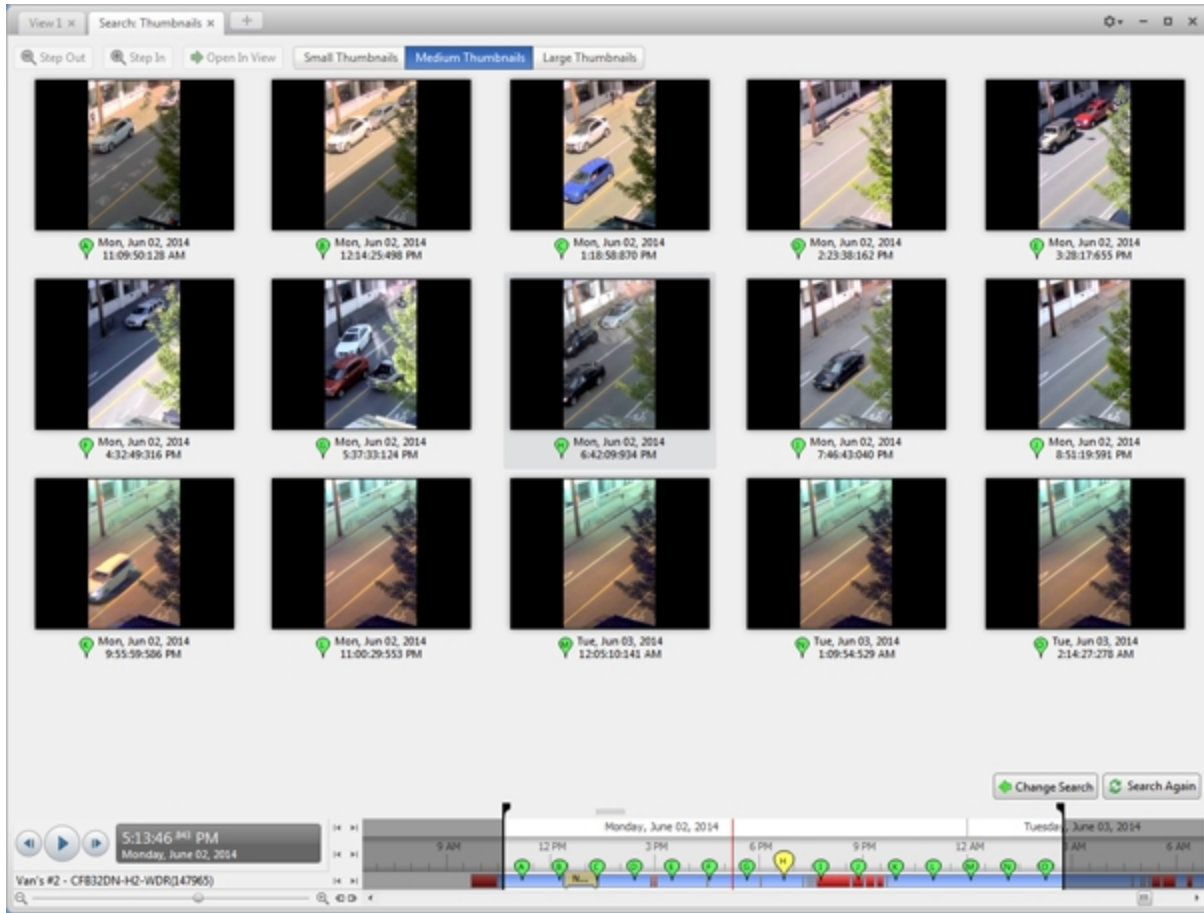 View 1 × Search: Thumbnails × +
Step Out Step In Open In View Small Thumbnails Medium Thumbnails Large Thumbnails
A Mon, Jun 02, 2014
11:09:50:128 AM
B Mon, Jun 02, 2014
12:14:25:498 PM
C Mon, Jun 02, 2014
1:18:58:870 PM
D Mon, Jun 02, 2014
2:23:38:162 PM
E Mon, Jun 02, 2014
3:28:17:655 PM
F Mon, Jun 02, 2014
4:32:49:316 PM
G Mon, Jun 02, 2014
5:37:33:124 PM
H Mon, Jun 02, 2014
6:42:09:934 PM
I Mon, Jun 02, 2014
7:46:43:040 PM
J Mon, Jun 02, 2014
8:51:19:591 PM
K Mon, Jun 02, 2014
9:55:59:586 PM
L Mon, Jun 02, 2014
11:00:29:553 PM
M Tue, Jun 03, 2014
12:05:10:141 AM
N Tue, Jun 03, 2014
1:09:54:529 AM
O Tue, Jun 03, 2014
2:14:27:278 AM
Change Search Search Again
5:13:46 .843 PM
Monday, June 02, 2014
Monday, June 02, 2014 Tuesday, June 03, 2014
9 AM 12 PM 3 PM 6 PM 9 PM 12 AM AM 6 AM
A B C D E F G H I J K L M N O
Van's #2 - CFB32DN-H2-WDR(147965) N...